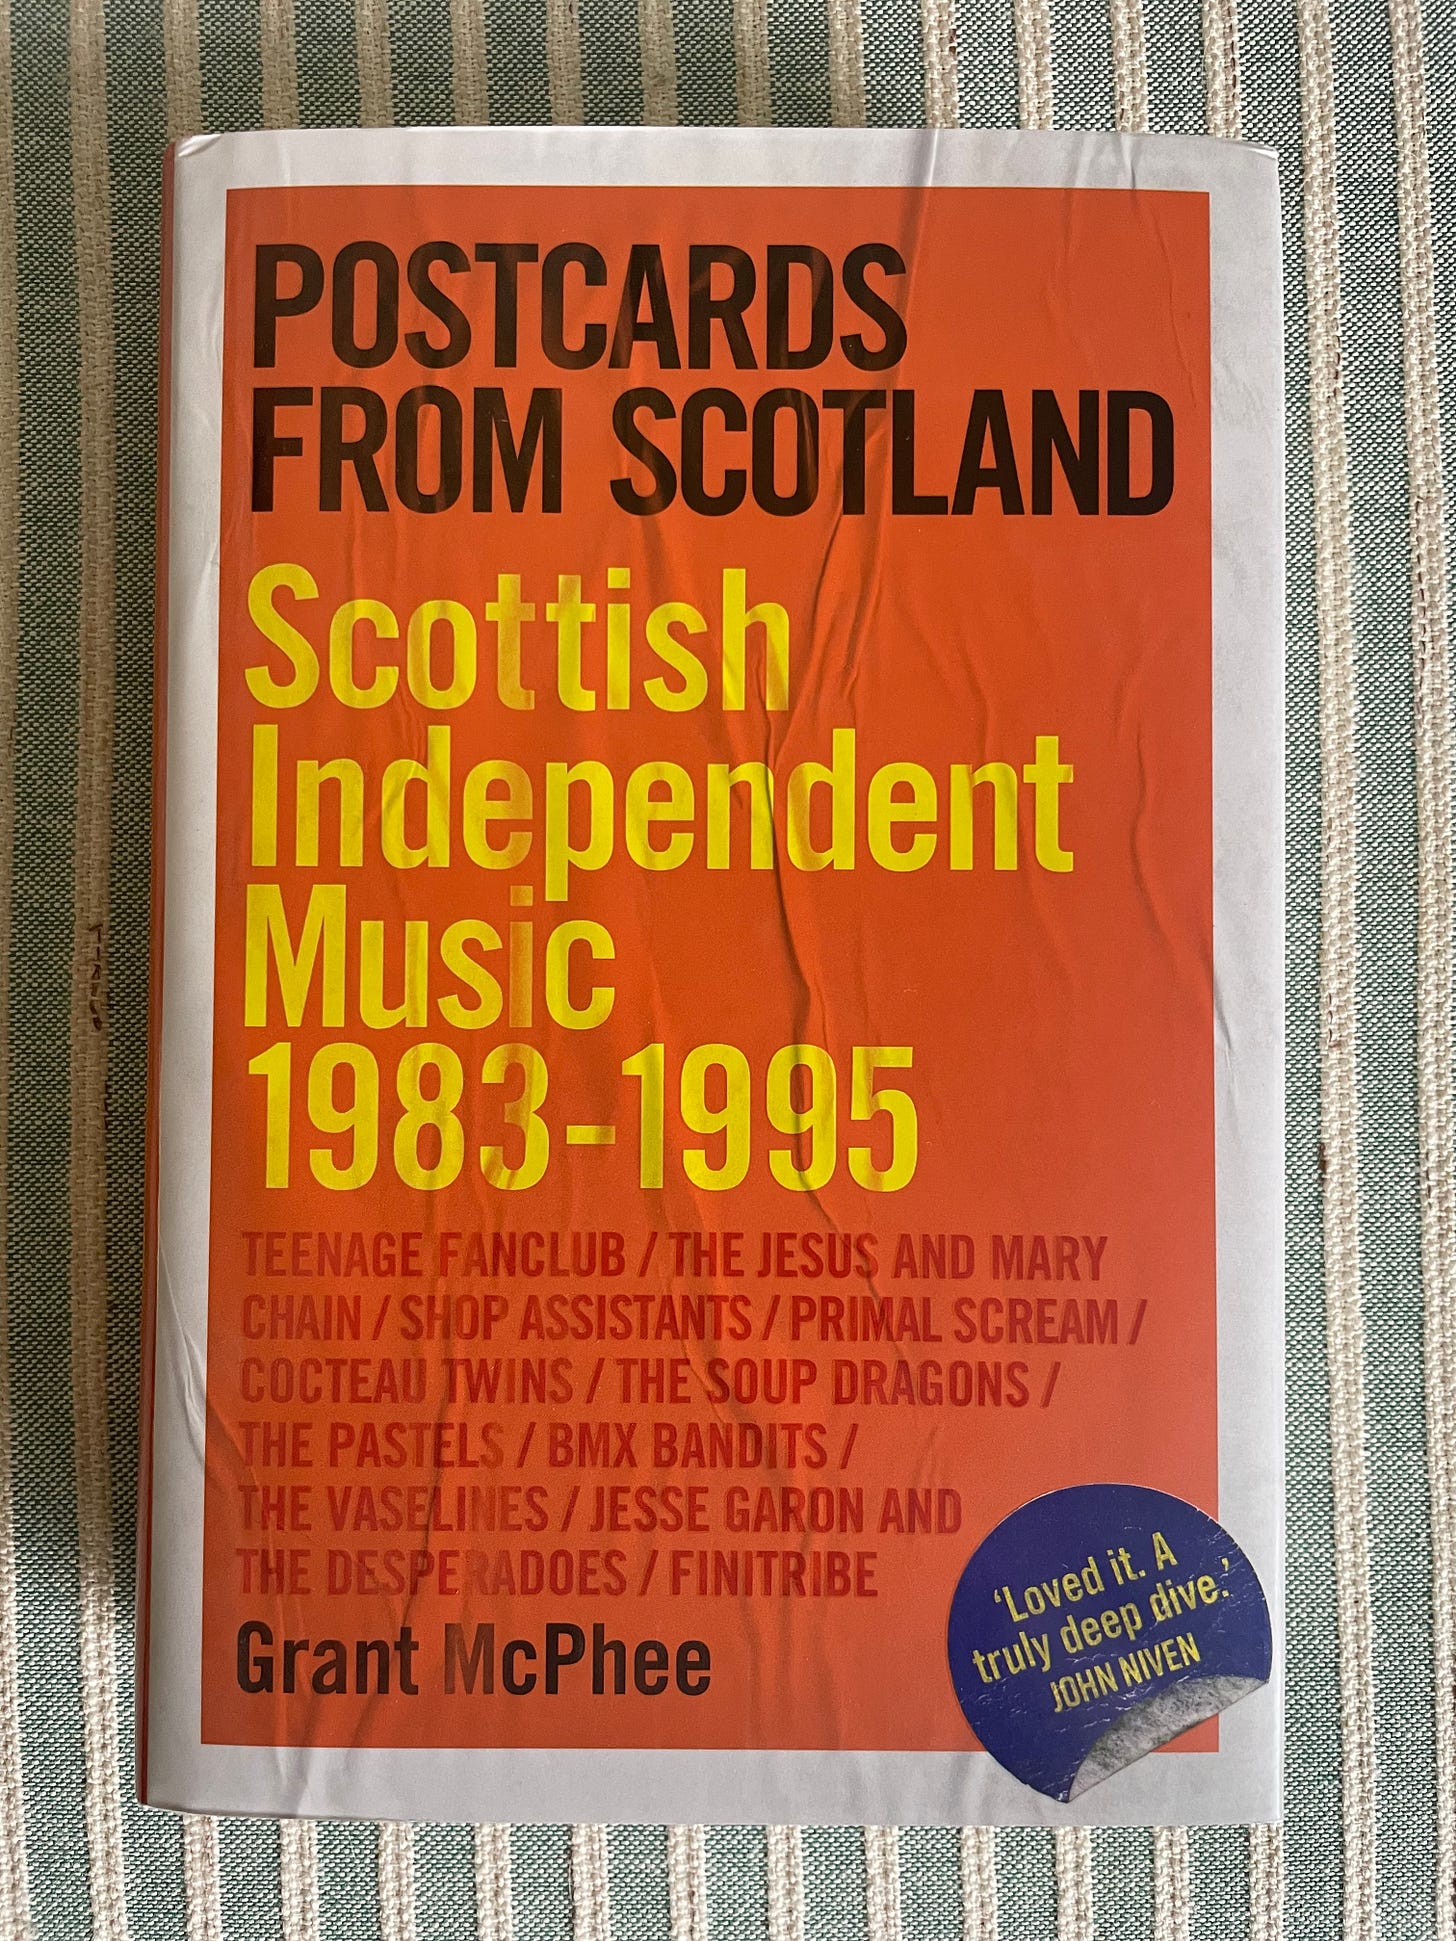 POSTCARDS
FROM SCOTLAND
Scottish
Independent
Music
1983-1995
TEENAGE FANCLUB / THE JESUS AND MARY
CHAIN / SHOP ASSISTANTS / PRIMAL SCREAM /
COCTEAU TWINS / THE SOUP DRAGONS /
THE PASTELS / BMX BANDITS /
THE VASELINES / JESSE GARON AND
THE DESPERADOES / FINITRIBE
Grant McPhee
‘Loved it. A
truly deep dive.’
JOHN NIVEN